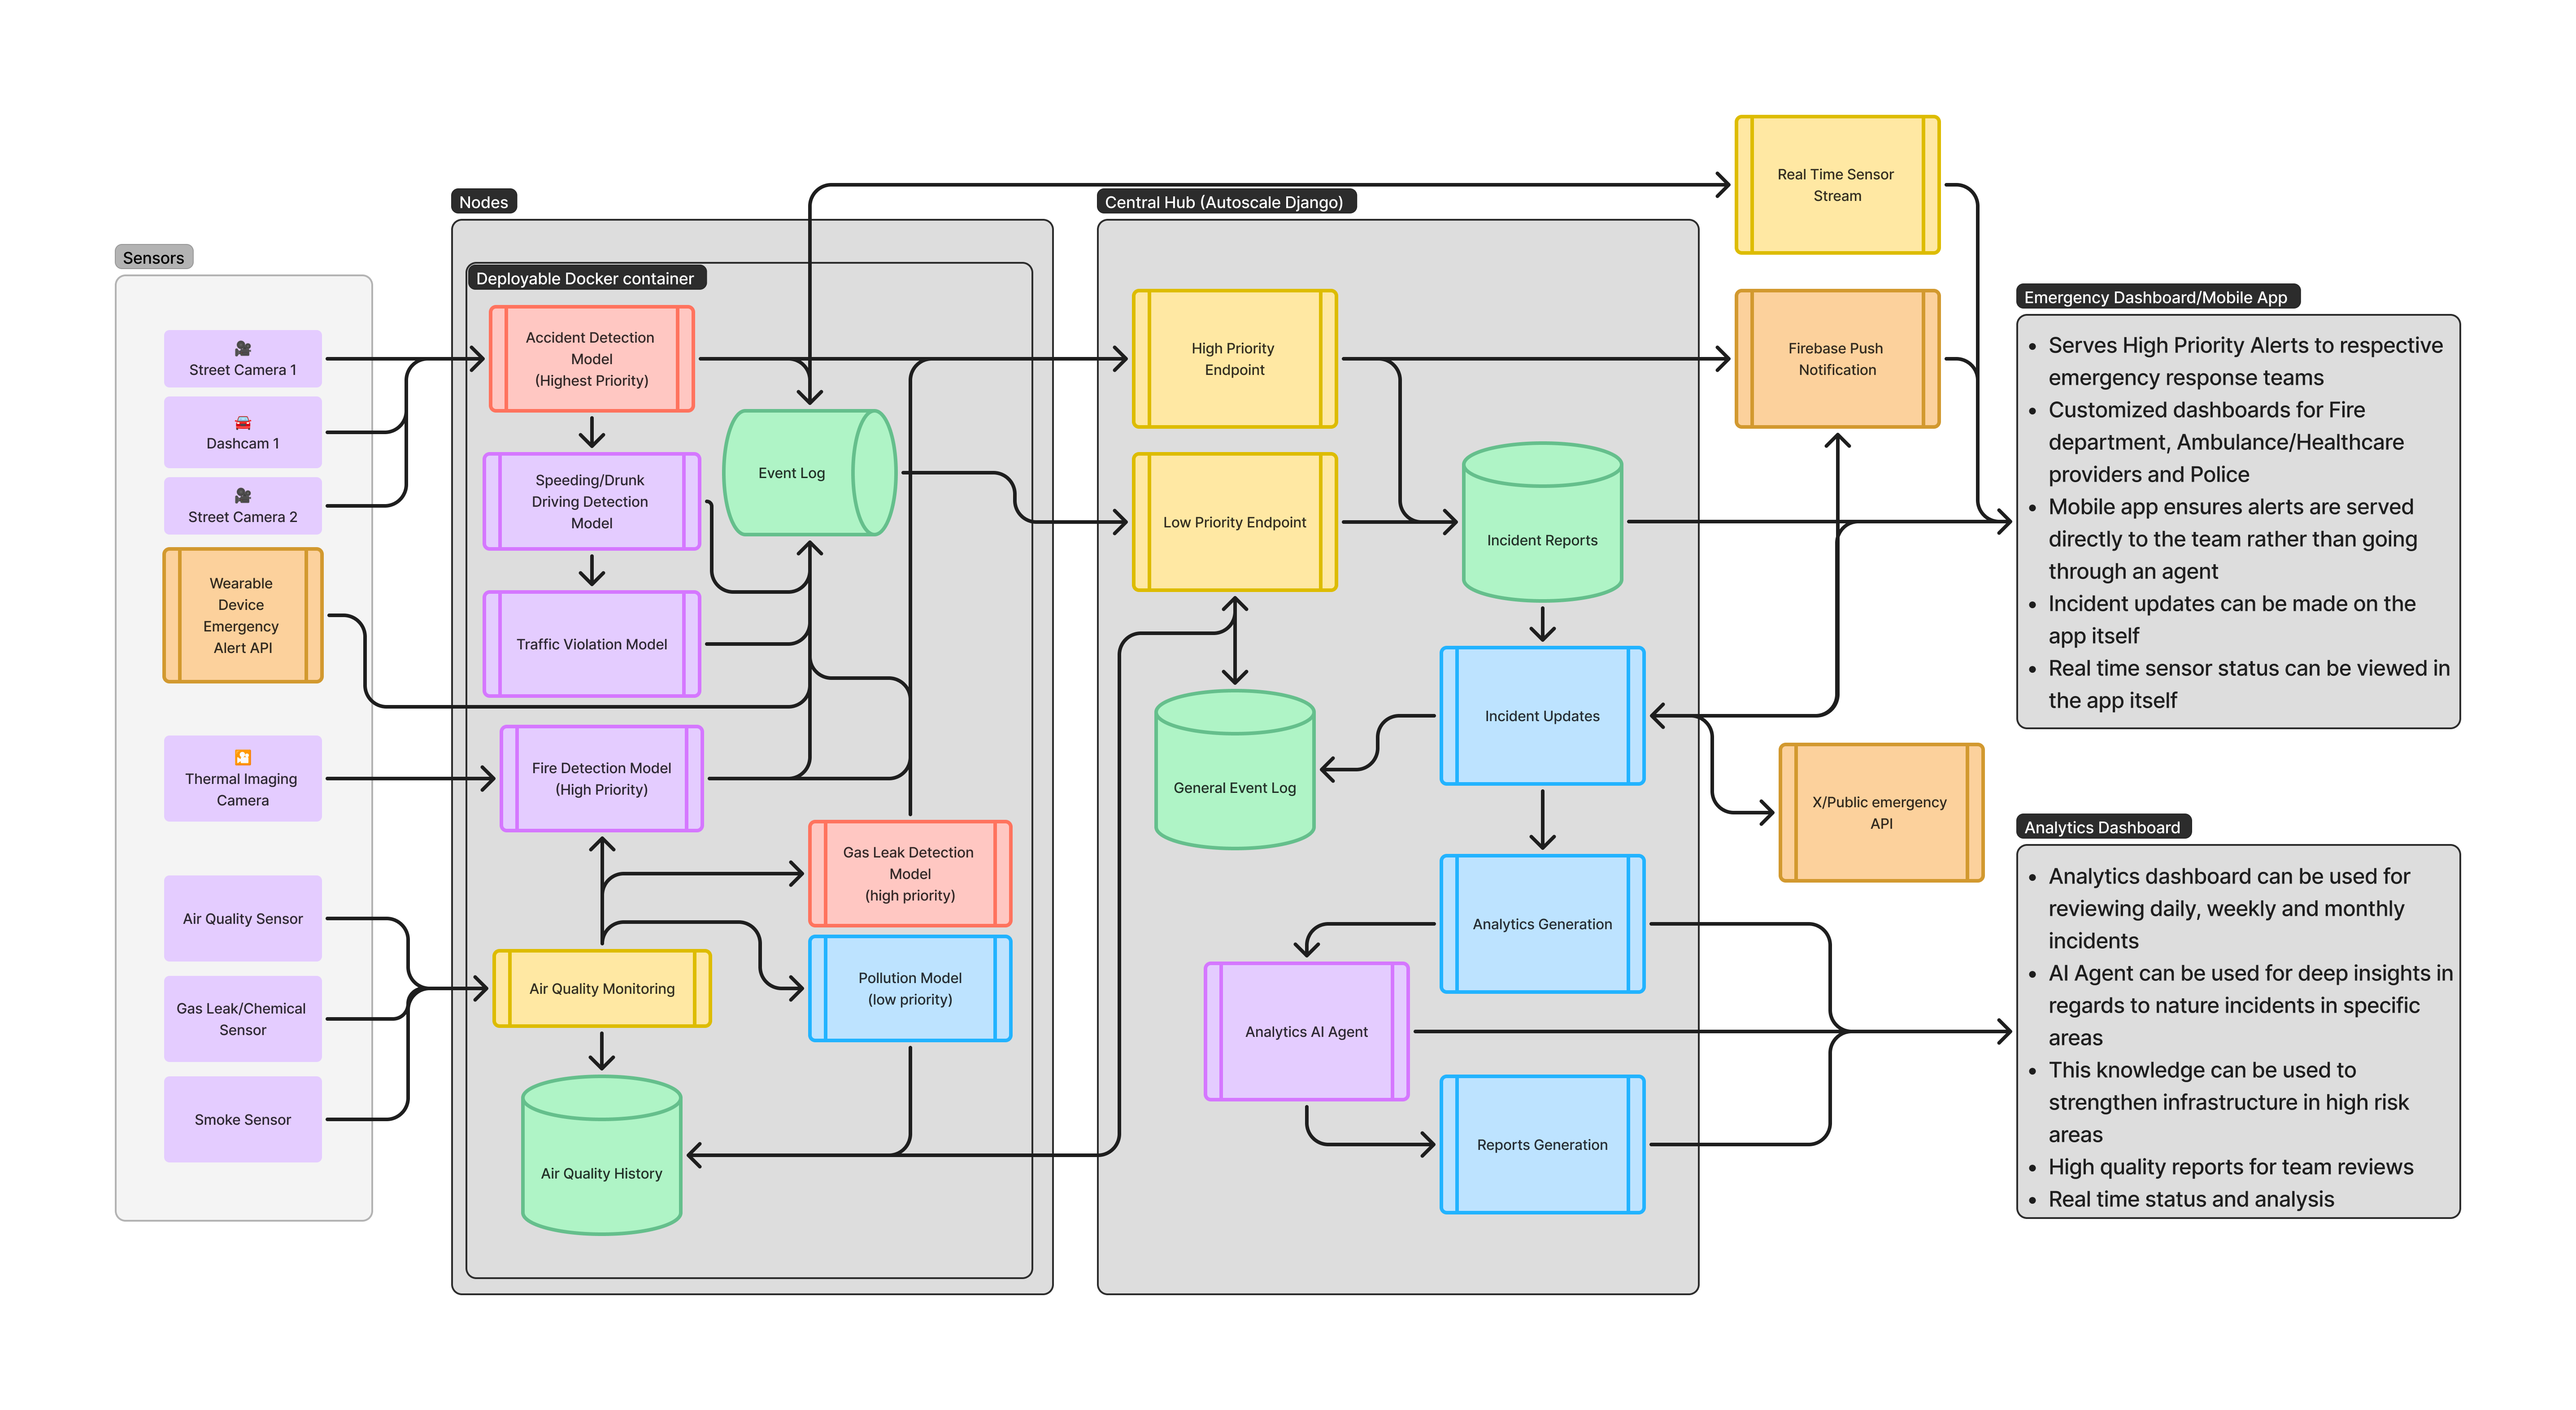 Sensors
Street Camera 1
Dashcam 1
Street Camera 2
Wearable
Device
Emergency
Alert API
Thermal Imaging
Camera
Air Quality Sensor
Gas Leak/Chemical
Sensor
Smoke Sensor
Nodes
Deployable Docker container
Accident Detection
Model
(Highest Priority)
Speeding/Drunk
Driving Detection
Model
Event Log
Traffic Violation Model
Fire Detection Model
(High Priority)
Gas Leak Detection
Model
(high priority)
Air Quality Monitoring
Pollution Model
(low priority)
Air Quality History
Central Hub (Autoscale Django)
High Priority
Endpoint
Low Priority Endpoint
Incident Reports
Incident Updates
General Event Log
Analytics Generation
Analytics AI Agent
Reports Generation
Real Time Sensor
Stream
Firebase Push
Notification
X/Public emergency
API
Emergency Dashboard/Mobile App
• Serves High Priority Alerts to respective
emergency response teams
• Customized dashboards for Fire
department, Ambulance/Healthcare
providers and Police
• Mobile app ensures alerts are served
directly to the team rather than going
through an agent
• Incident updates can be made on the
app itself
• Real time sensor status can be viewed in
the app itself
Analytics Dashboard
• Analytics dashboard can be used for
reviewing daily, weekly and monthly
incidents
• AI Agent can be used for deep insights in
regards to nature incidents in specific
areas
• This knowledge can be used to
strengthen infrastructure in high risk
areas
• High quality reports for team reviews
• Real time status and analysis